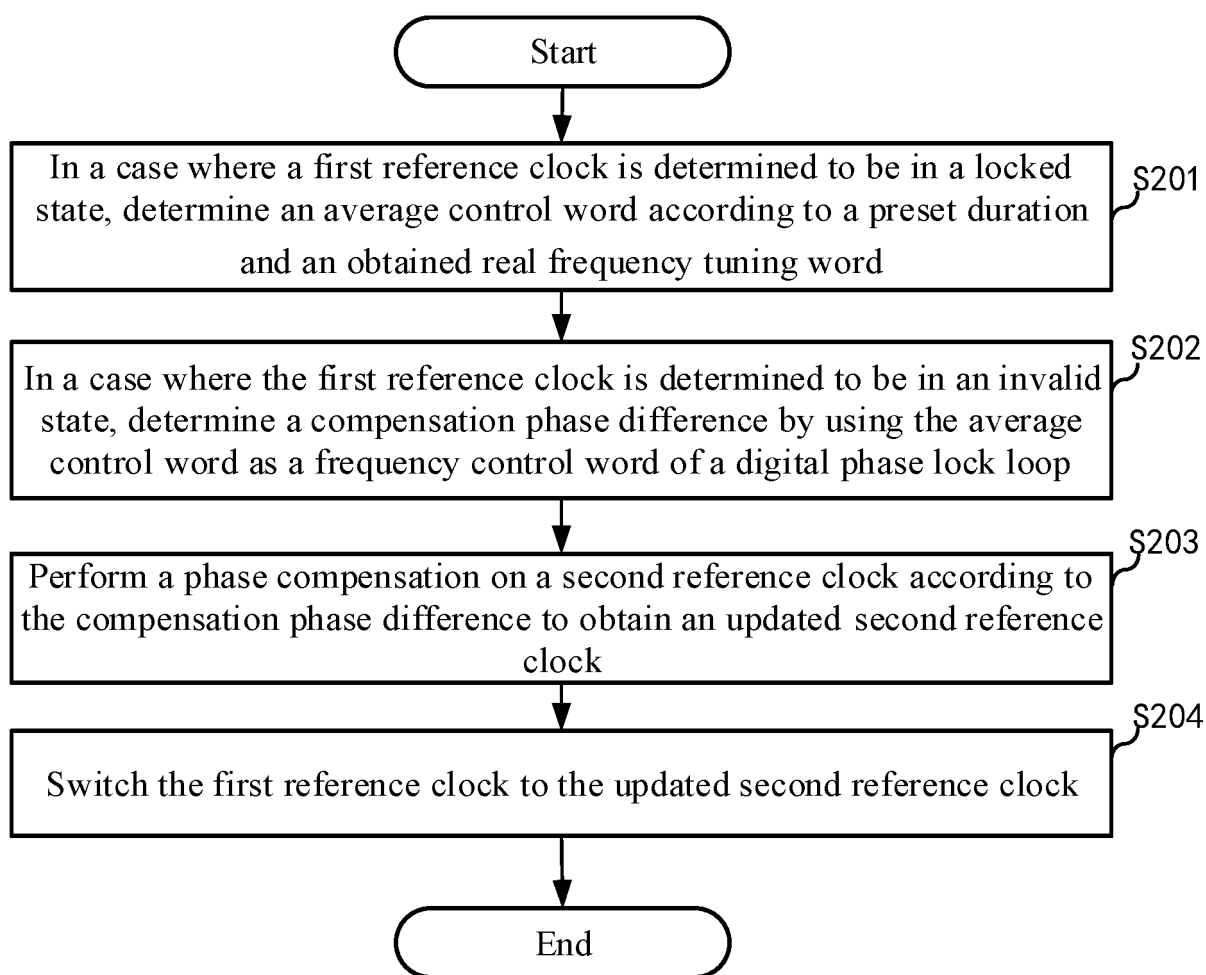 Start
In a case where a first reference clock is determined to be in a locked
state, determine an average control word according to a preset duration
and an obtained real frequency tuning word
S201
In a case where the first reference clock is determined to be in an invalid
state, determine a compensation phase difference by using the average
control word as a frequency control word of a digital phase lock loop
S202
Perform a phase compensation on a second reference clock according to
the compensation phase difference to obtain an updated second reference
clock
S203
Switch the first reference clock to the updated second reference clock
S204
End